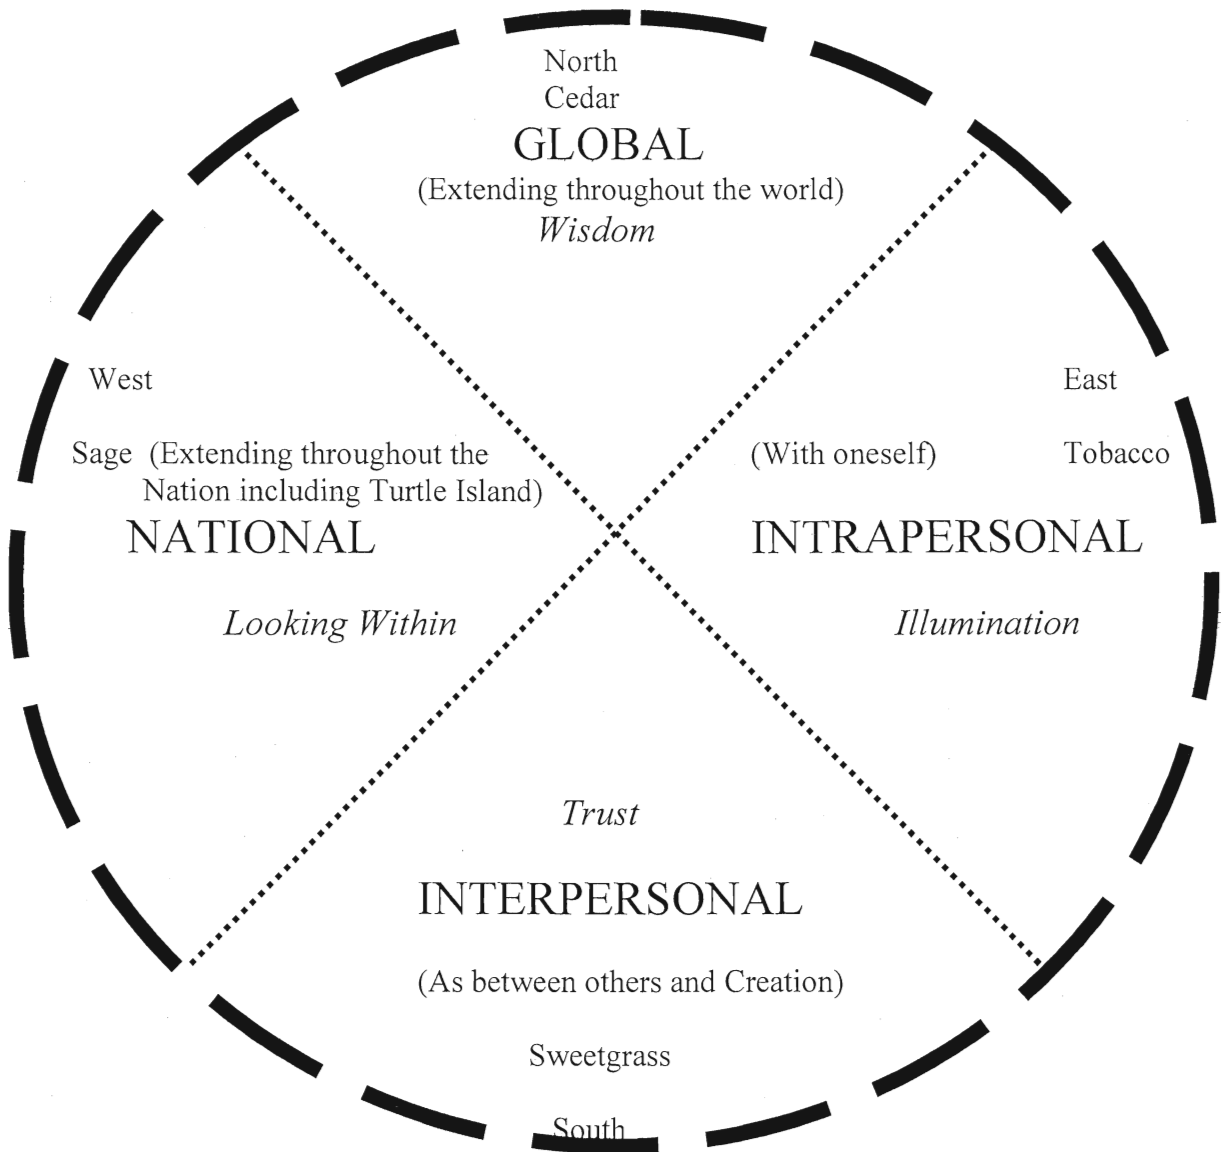 North
Cedar
GLOBAL
(Extending throughout the world)
Wisdom
West
Sage (Extending throughout the
Nation including Turtle Island)
NATIONAL
Looking Within
East
(With oneself) Tobacco
INTRAPERSONAL
Illumination
Trust
INTERPERSONAL
(As between others and Creation)
Sweetgrass
South